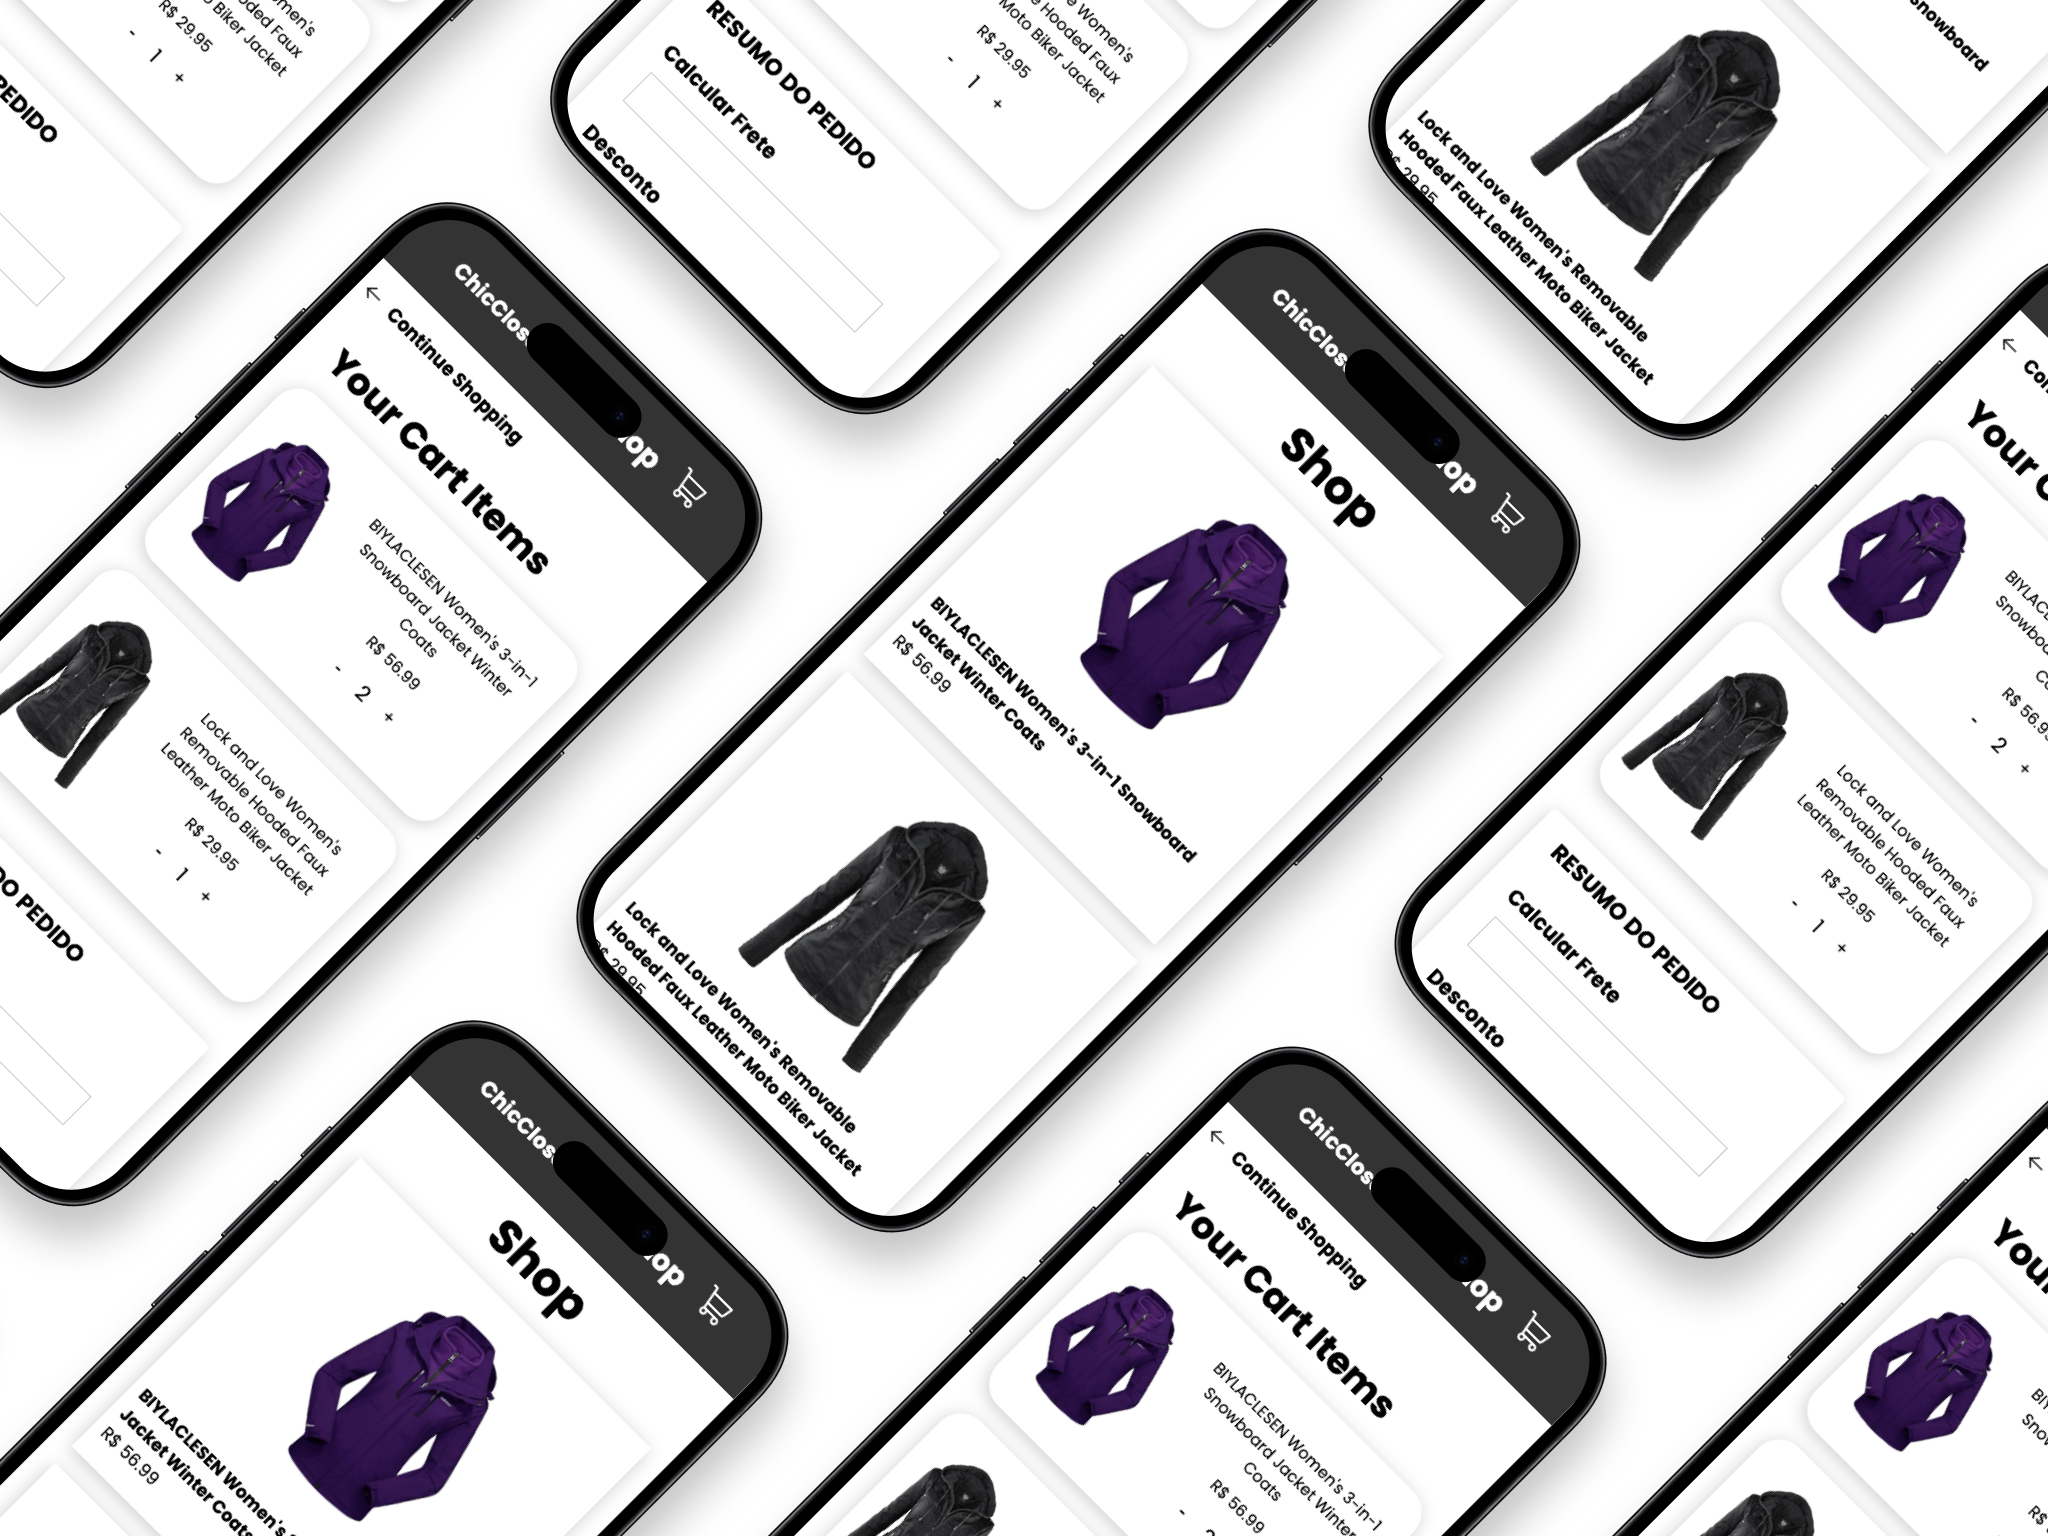 R$ 29.95
- 1 +
PEDIDO
RESUMO DO PEDIDO
Calcular Frete
Desconto
Women's
Hooded Faux
Moto Biker Jacket
R$ 29.95
- 1 +
Snowboard
Lock and Love Women's Removable
Hooded Faux Leather Moto Biker Jacket
29.95
ChicClos
op
← Continue Shopping
Your Cart Items
BIYLACLESEN Women's 3-in-1
Snowboard Jacket Winter
Coats
R$ 56.99
- 2 +
Lock and Love Women's
Removable Hooded Faux
Leather Moto Biker Jacket
R$ 29.95
- 1 +
DO PEDIDO
ChicClos
op
Shop
BIYLACLESEN Women's 3-in-1 Snowboard
Jacket Winter Coats
R$ 56.99
Lock and Love Women's Removable
Hooded Faux Leather Moto Biker Jacket
29.95
←
Your
R$ 56.9
- 2 +
Lock and Love Women's
Removable Hooded Faux
Leather Moto Biker Jacket
R$ 29.95
- 1 +
RESUMO DO PEDIDO
Calcular Frete
Desconto
ChicClos
op
Shop
BIYLACLESEN Women's
Jacket Winter Coats
R$ 56.99
ChicClos
op
← Continue Shopping
Your Cart Items
BIYLACLESEN Women's 3-in-1
Snowboard Jacket Winter
Coats
R$ 56.99
←